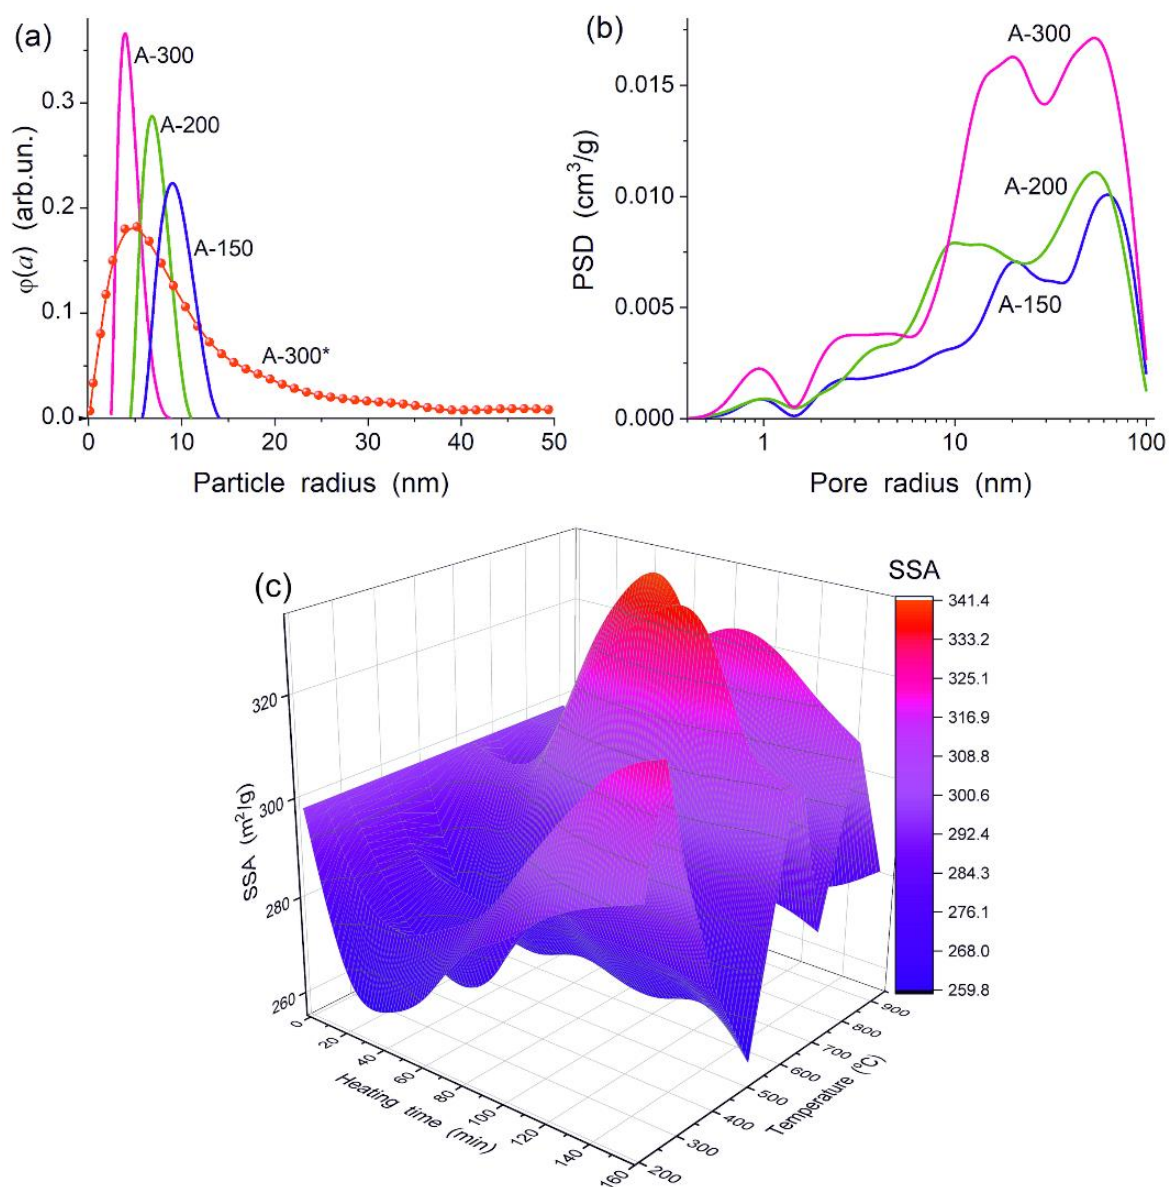 (a)
φ(a) (arb.un.)
0.3
0.2
0.1
0.0
A-300
A-200
A-150
A-300*
0 10 20 30 40 50
Particle radius (nm)
(b)
PSD (cm³/g)
0.015
0.010
0.005
0.000
A-300
A-200
A-150
1 10 100
Pore radius (nm)
(c)
SSA (m²/g)
320
300
280
260
0 20 40 60 80 100 120 140 160
Heating time (min)
200 300 400 500 600 700 800 900
Temperature (°C)
SSA
341.4
333.2
325.1
316.9
308.8
300.6
292.4
284.3
276.1
268.0
259.8